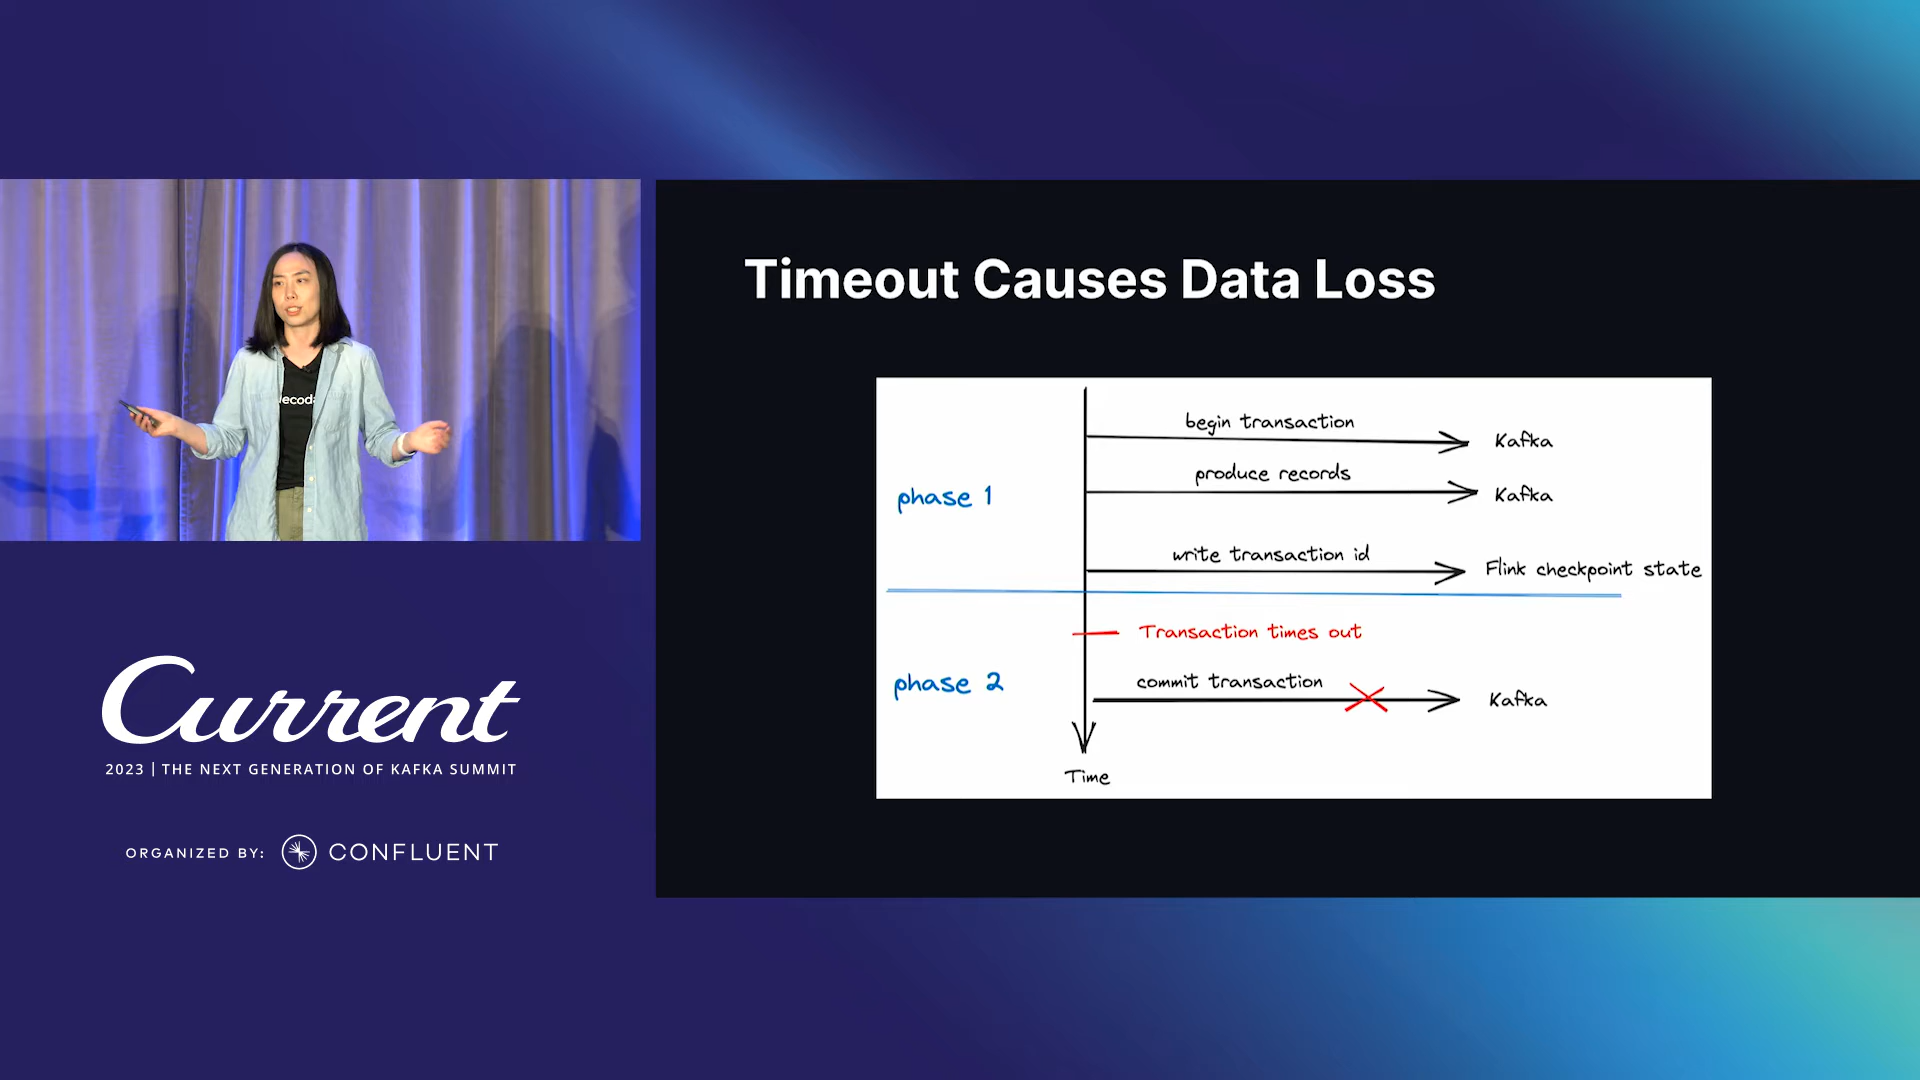 Timeout Causes Data Loss
begin transaction
Kafka
produce records
Kafka
phase 1
write transaction id
Flink checkpoint state
Transaction times out
phase 2
commit transaction
Kafka
Time
ecod
Current
2023 | THE NEXT GENERATION OF KAFKA SUMMIT
ORGANIZED BY: CONFLUENT